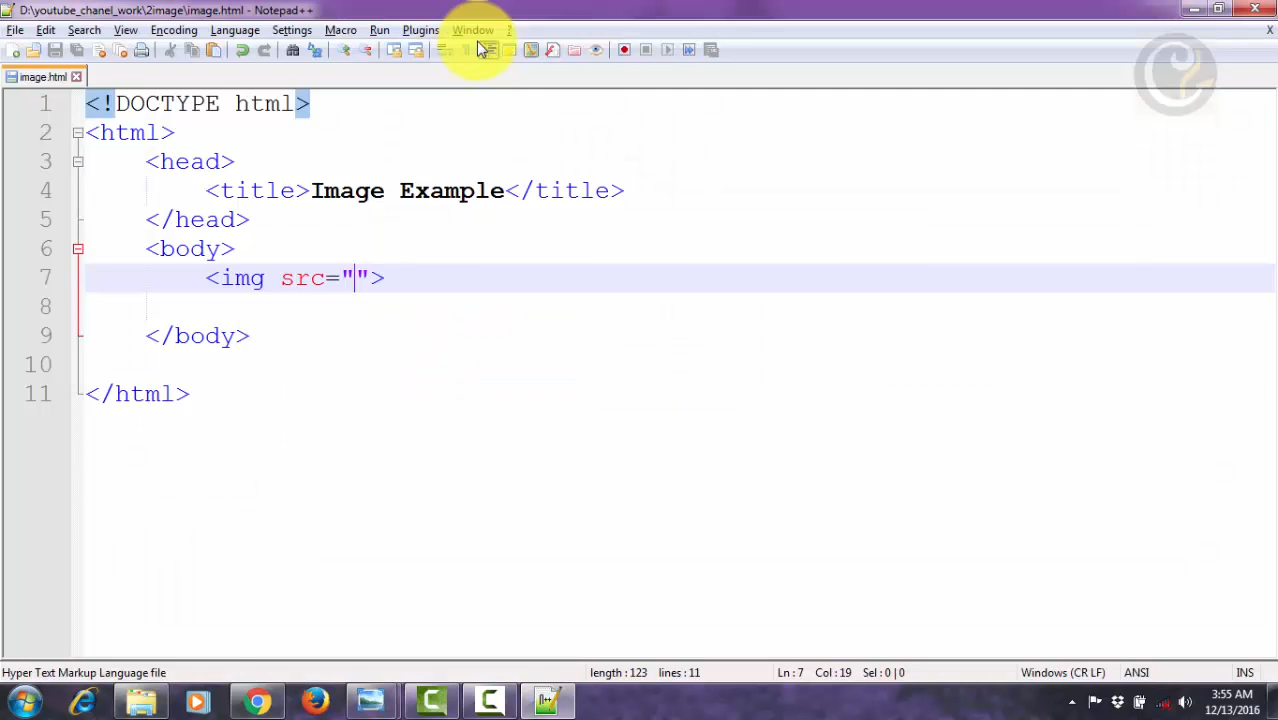 D:\youtube_chanel_work\2image\image.html - Notepad++
File Edit Search View Encoding Language Settings Macro Run Plugins Window ? X
image.html
1 <!DOCTYPE html>
2 <html>
3 <head>
4 <title>Image Example</title>
5 </head>
6 <body>
7 <img src="">
8
9 </body>
10
11 </html>
Hyper Text Markup Language file length : 123 lines : 11 Ln : 7 Col : 19 Sel : 0 | 0 Windows (CR LF) ANSI INS
3:55 AM
12/13/2016